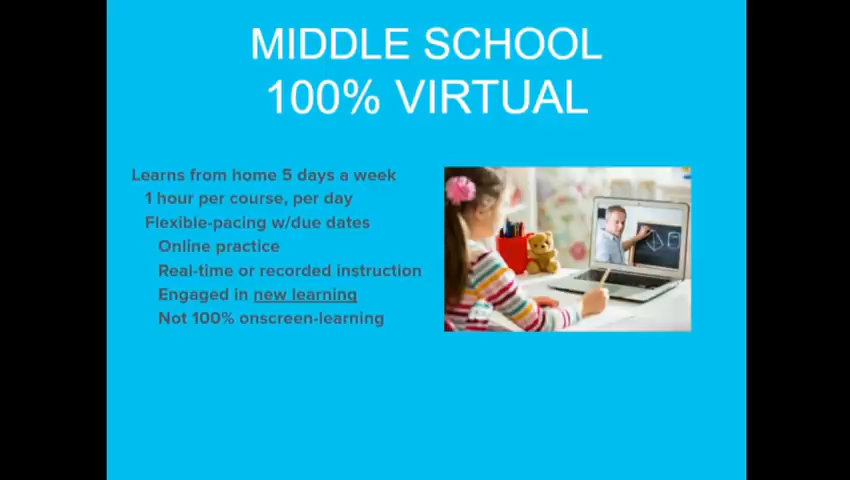 MIDDLE SCHOOL
100% VIRTUAL
Learns from home 5 days a week
1 hour per course, per day
Flexible-pacing w/due dates
Online practice
Real-time or recorded instruction
Engaged in new learning
Not 100% onscreen-learning